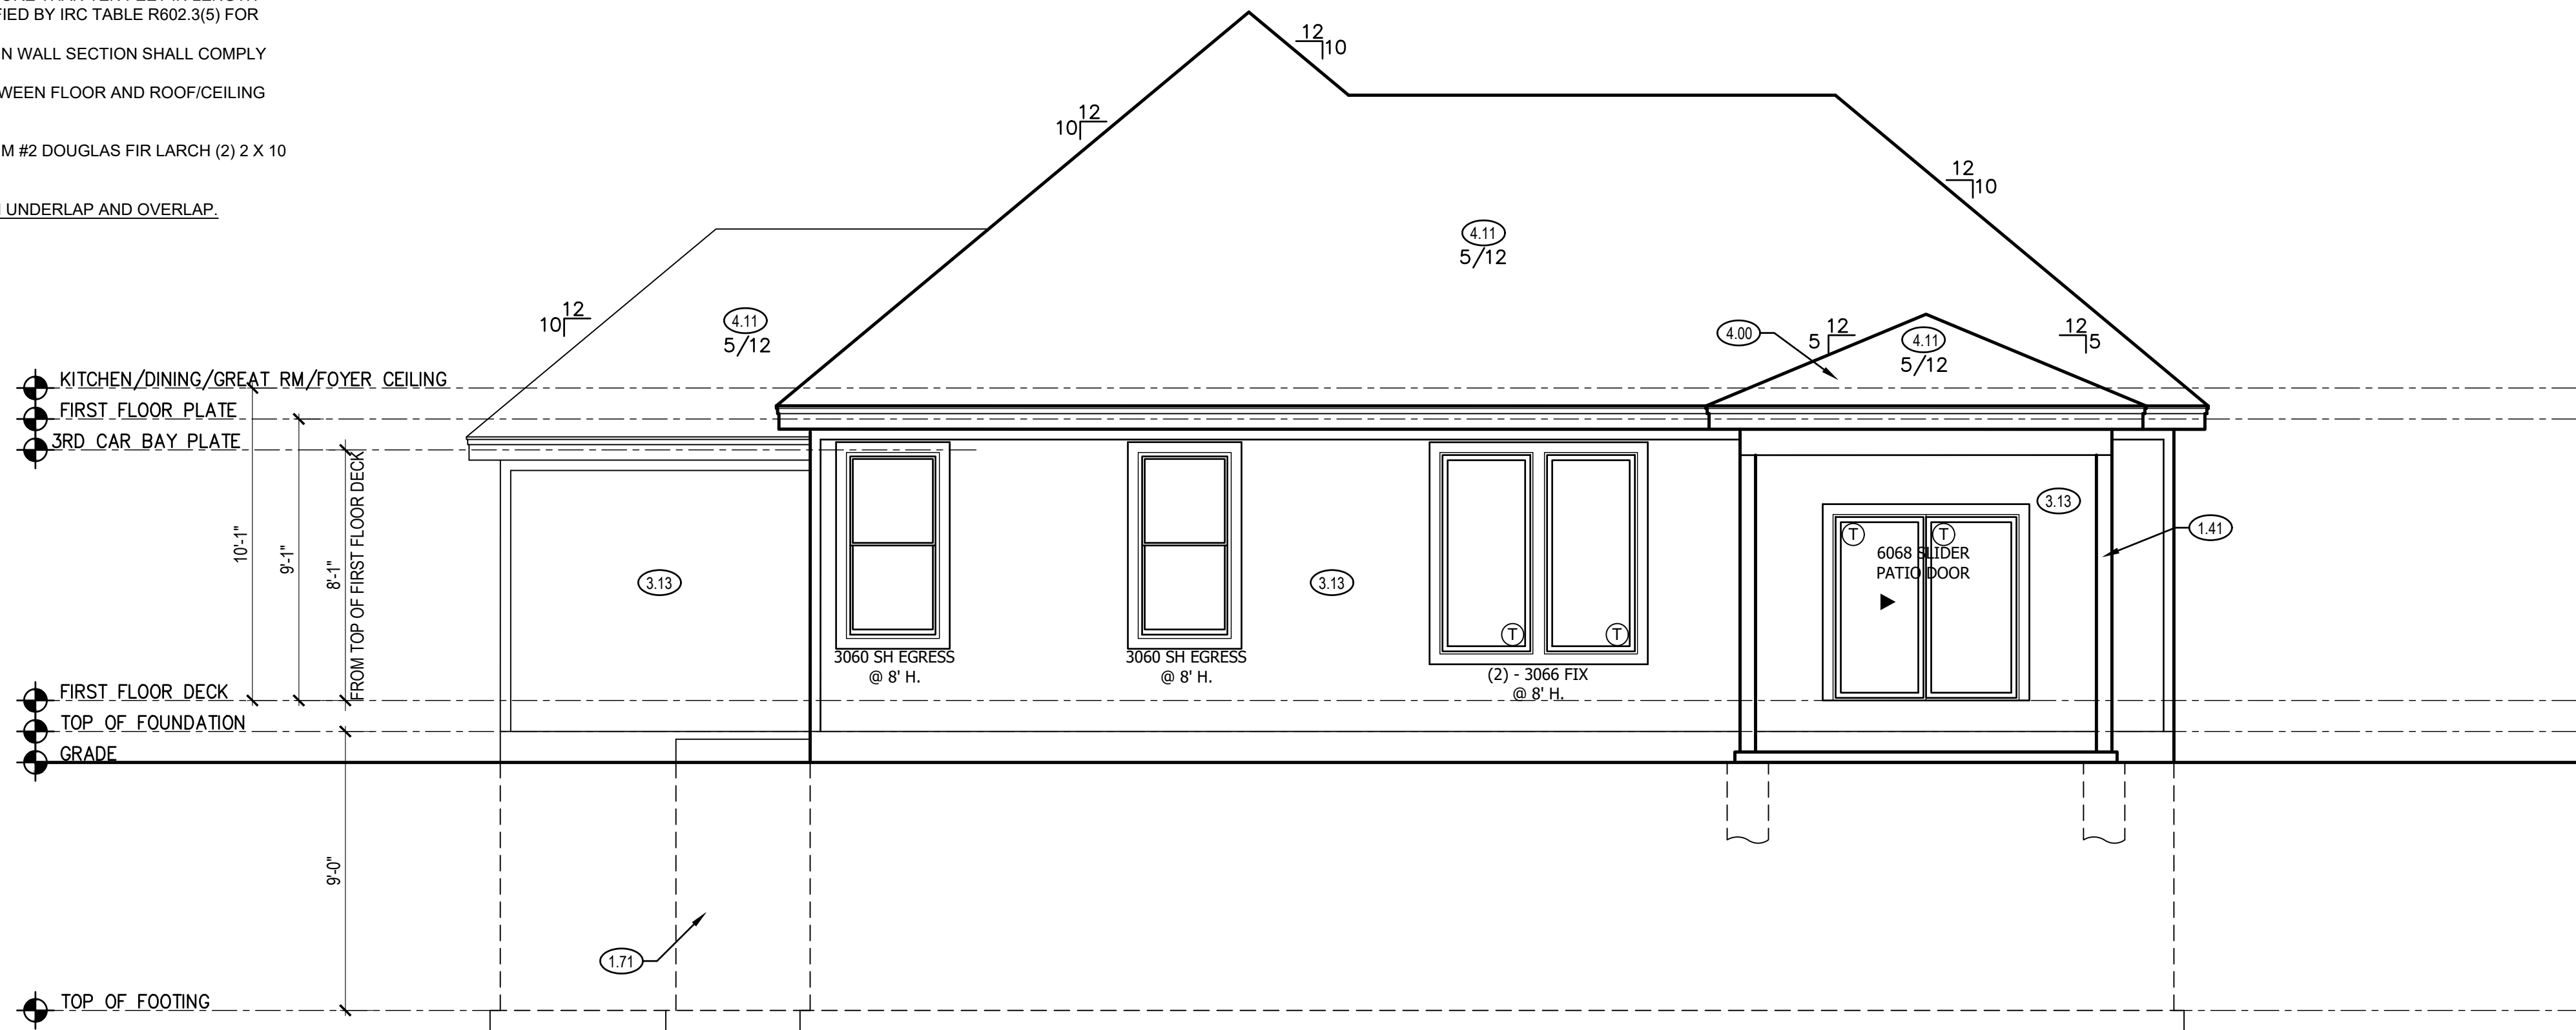 FIED BY IRC TABLE R602.3(5) FOR
N WALL SECTION SHALL COMPLY
WEEN FLOOR AND ROOF/CEILING
M #2 DOUGLAS FIR LARCH (2) 2 X 10
UNDERLAP AND OVERLAP.
12
10
12
10
12
10
12
10
4.11
5/12
4.11
5/12
4.00
12
5
4.11
5/12
12
5
KITCHEN/DINING/GREAT RM/FOYER CEILING
FIRST FLOOR PLATE
3RD CAR BAY PLATE
10'-1"
9'-1"
8'-1"
FROM TOP OF FIRST FLOOR DECK
3.13
3060 SH EGRESS
@ 8' H.
3060 SH EGRESS
@ 8' H.
3.13
T
T
(2) - 3066 FIX
@ 8' H.
T
T
6068 SLIDER
PATIO DOOR
3.13
1.41
FIRST FLOOR DECK
TOP OF FOUNDATION
GRADE
9'-0"
1.71
TOP OF FOOTING